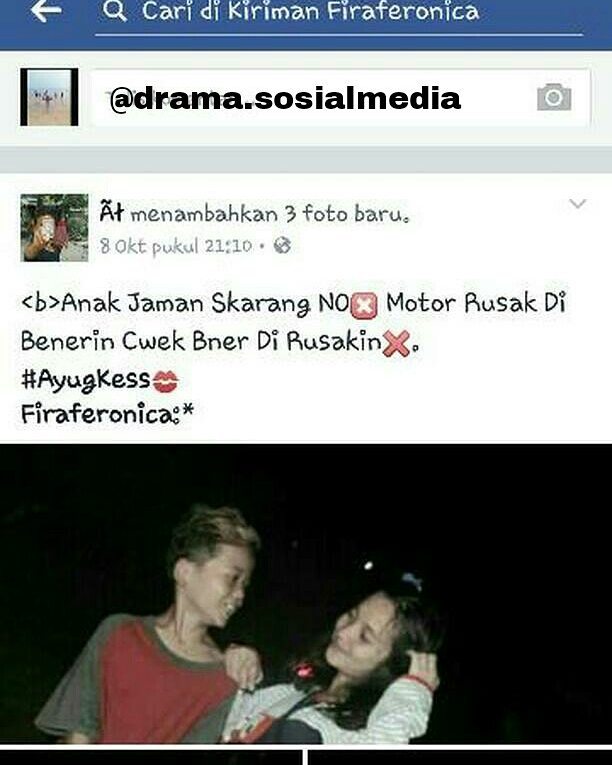 Cari di Kiriman Firaferonica
@drama.sosialmedia
Ãt menambahkan 3 foto baru.
8 Okt pukul 21:10 •
<b>Anak Jaman Skarang NO❎ Motor Rusak Di
Benerin Cwek Bner Di Rusakin❌.
#AyugKess💋
Firaferonica:*